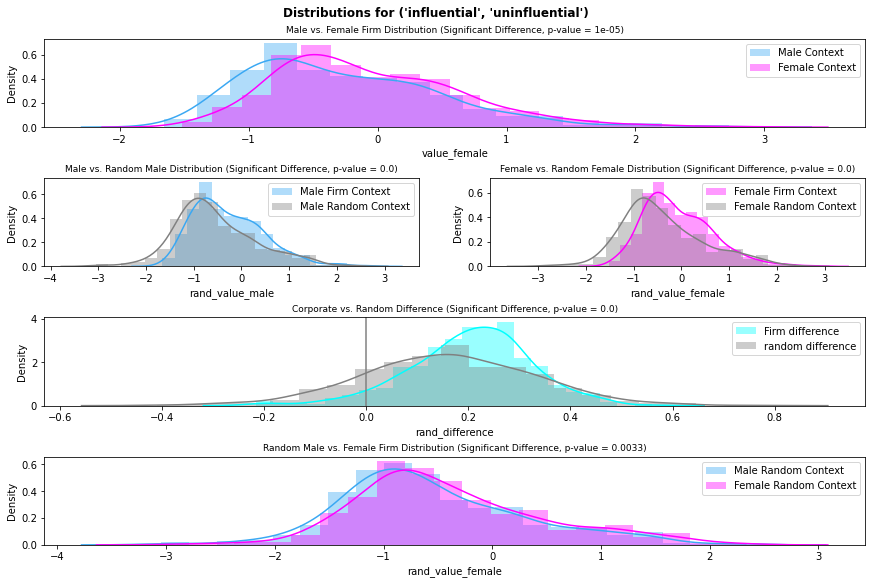 Distributions for ('influential', 'uninfluential')
Male vs. Female Firm Distribution (Significant Difference, p-value = 1e-05)
Density
0.6
0.4
0.2
0.0
Male Context
Female Context
−2
−1
0
1
2
3
value_female
Male vs. Random Male Distribution (Significant Difference, p-value = 0.0)
Density
0.6
0.4
0.2
0.0
Male Firm Context
Male Random Context
−4
−3
−2
−1
0
1
2
3
rand_value_male
Female vs. Random Female Distribution (Significant Difference, p-value = 0.0)
Density
0.6
0.4
0.2
0.0
Female Firm Context
Female Random Context
−3
−2
−1
0
1
2
3
rand_value_female
Corporate vs. Random Difference (Significant Difference, p-value = 0.0)
Density
4
2
0
Firm difference
random difference
−0.6
−0.4
−0.2
0.0
0.2
0.4
0.6
0.8
rand_difference
Random Male vs. Female Firm Distribution (Significant Difference, p-value = 0.0033)
Density
0.6
0.4
0.2
0.0
Male Random Context
Female Random Context
−4
−3
−2
−1
0
1
2
3
rand_value_female